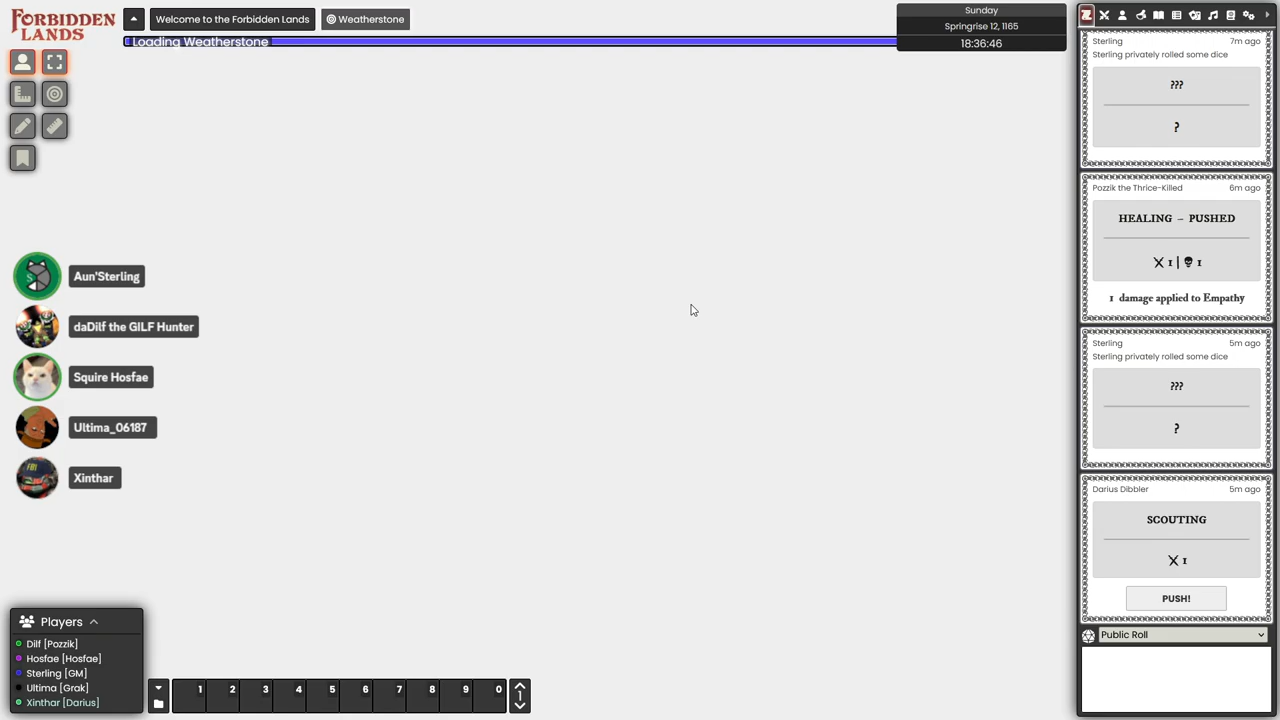 FORBIDDEN
LANDS
Welcome to the Forbidden Lands
Weatherstone
Loading Weatherstone
Sunday
Springrise 12, 1165
18:36:46
Aun'Sterling
daDilf the GILF Hunter
Squire Hosfae
Ultima_06187
Xinthar
Players
Dilf [Pozzik]
Hosfae [Hosfae]
Sterling [GM]
Ultima [Grak]
Xinthar [Darius]
1 2 3 4 5 6 7 8 9 0
1
Sterling 7m ago
Sterling privately rolled some dice
???
?
Pozzik the Thrice-Killed 6m ago
HEALING – PUSHED
1 | 1
1 damage applied to Empathy
Sterling 5m ago
Sterling privately rolled some dice
???
?
Darius Dibbler 5m ago
SCOUTING
1
PUSH!
Public Roll